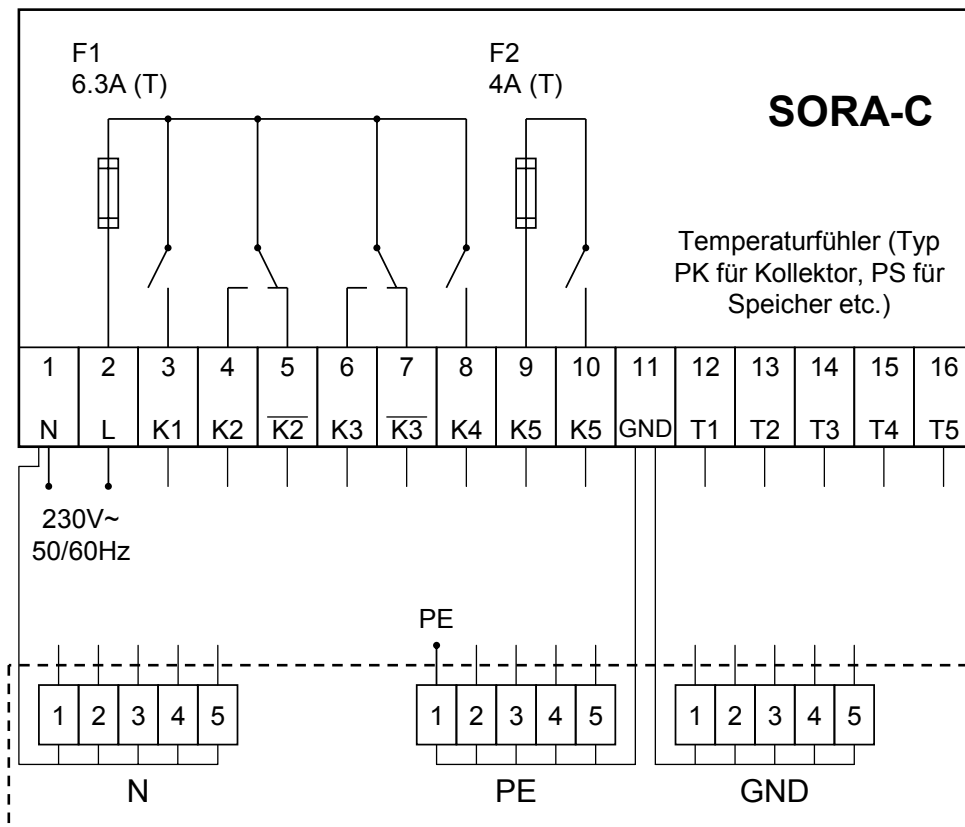 F1
6.3A (T)
F2
4A (T)
SORA-C
Temperaturfühler (Typ
PK für Kollektor, PS für
Speicher etc.)
1 2 3 4 5 6 7 8 9 10 11 12 13 14 15 16
N L K1 K2 K̅2̅ K3 K̅3̅ K4 K5 K5 GND T1 T2 T3 T4 T5
230V~
50/60Hz
PE
1 2 3 4 5 1 2 3 4 5 1 2 3 4 5
N PE GND